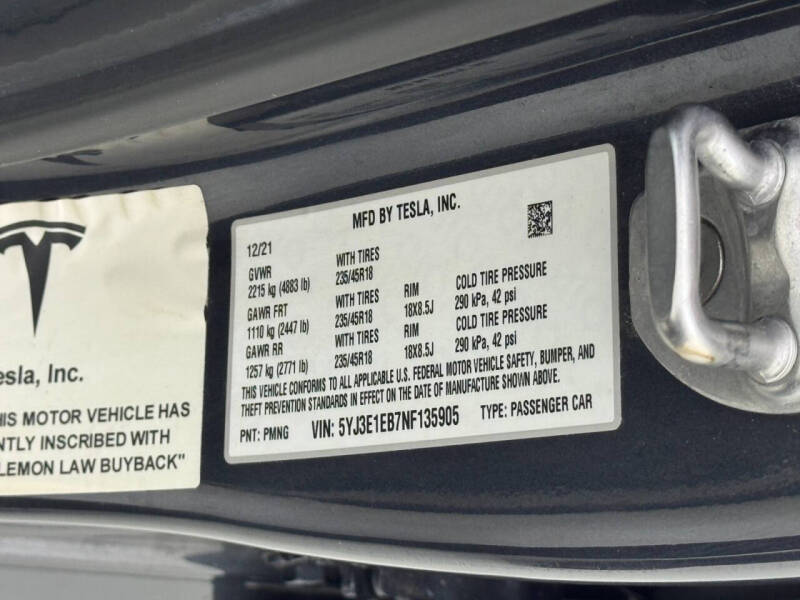 esla, Inc.
HIS MOTOR VEHICLE HAS
NTLY INSCRIBED WITH
LEMON LAW BUYBACK"
MFD BY TESLA, INC.
12/21
GVWR WITH TIRES
2215 kg (4883 lb) 235/45R18
GAWR FRT WITH TIRES RIM COLD TIRE PRESSURE
1110 kg (2447 lb) 235/45R18 18X8.5J 290 kPa, 42 psi
GAWR RR WITH TIRES RIM COLD TIRE PRESSURE
1257 kg (2771 lb) 235/45R18 18X8.5J 290 kPa, 42 psi
THIS VEHICLE CONFORMS TO ALL APPLICABLE U.S. FEDERAL MOTOR VEHICLE SAFETY, BUMPER, AND
THEFT PREVENTION STANDARDS IN EFFECT ON THE DATE OF MANUFACTURE SHOWN ABOVE.
PNT: PMNG VIN: 5YJ3E1EB7NF135905 TYPE: PASSENGER CAR